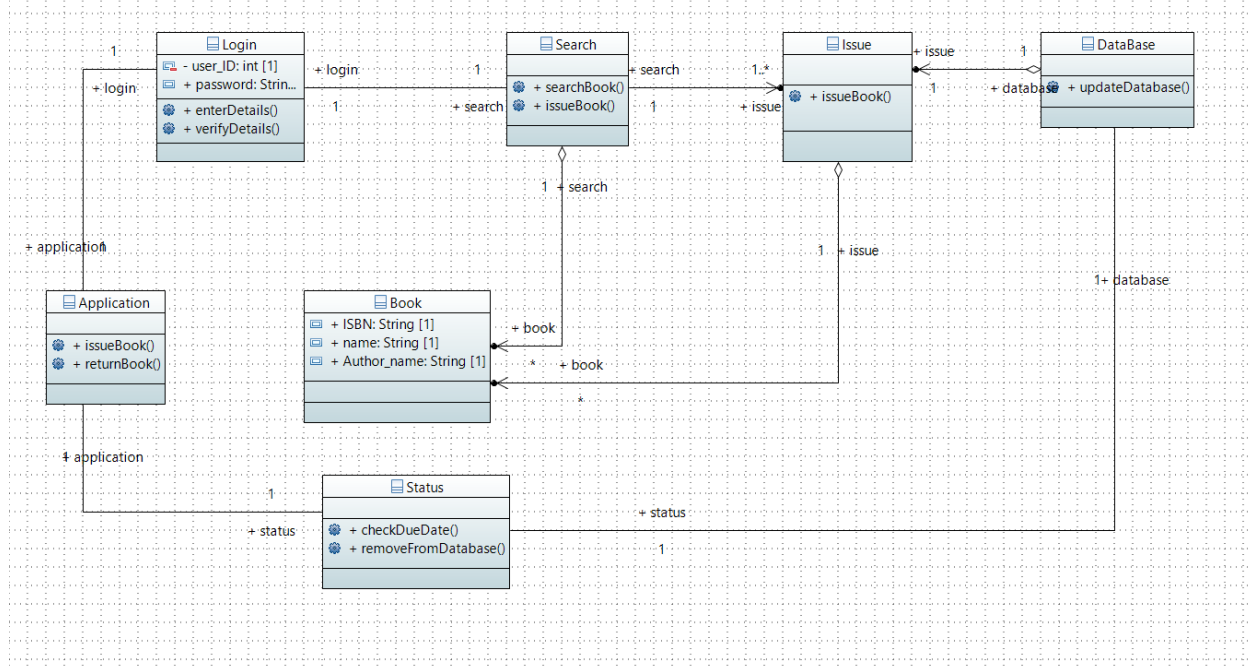 Login
- user_ID: int [1]
+ password: Strin...
+ enterDetails()
+ verifyDetails()
1
+ login
+ login
1
1
+ search
Search
+ searchBook()
+ issueBook()
+ search
1
1..*
+ issue
Issue
+ issueBook()
+ issue
1
1
+ database
DataBase
+ updateDatabase()
1
+ search
1
+ issue
+ application
1
1
+ database
Application
+ issueBook()
+ returnBook()
Book
+ ISBN: String [1]
+ name: String [1]
+ Author_name: String [1]
+ book
*
+ book
*
1
+ application
1
+ status
Status
+ checkDueDate()
+ removeFromDatabase()
+ status
1